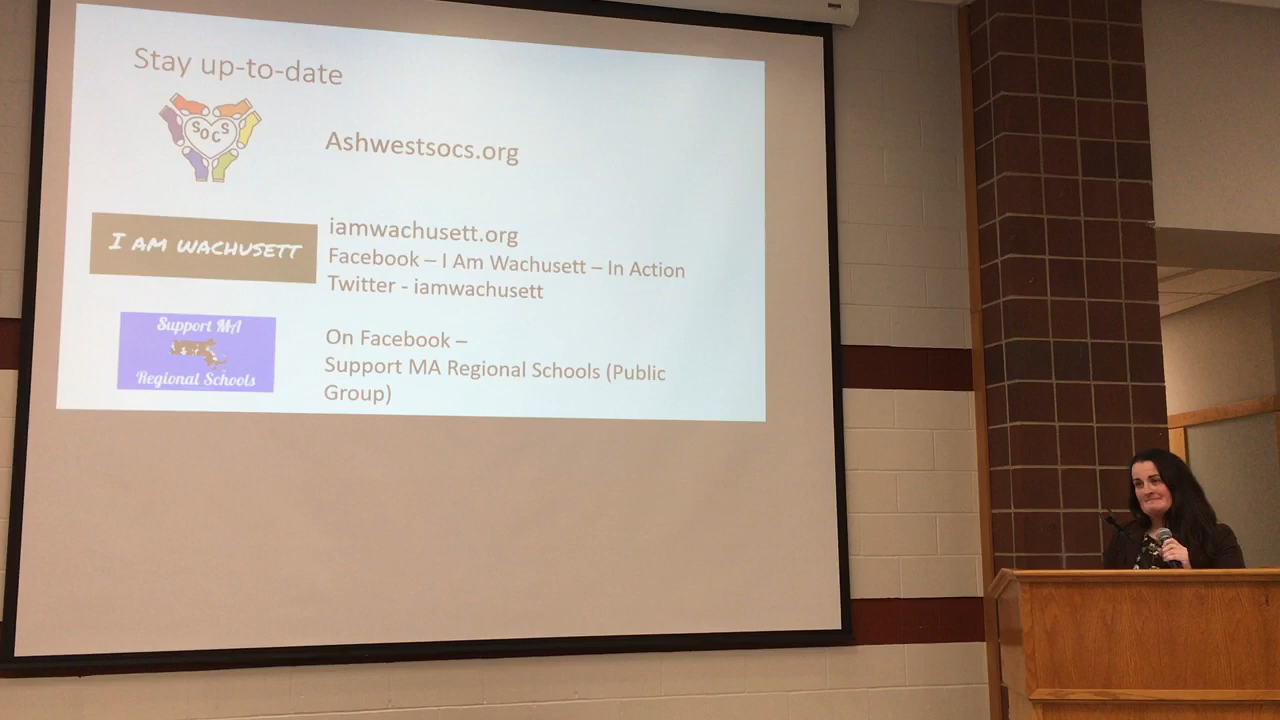 Stay up-to-date
SOCS
Ashwestsocs.org
I AM WACHUSETT
iamwachusett.org
Facebook – I Am Wachusett – In Action
Twitter - iamwachusett
Support MA
Regional Schools
On Facebook –
Support MA Regional Schools (Public
Group)